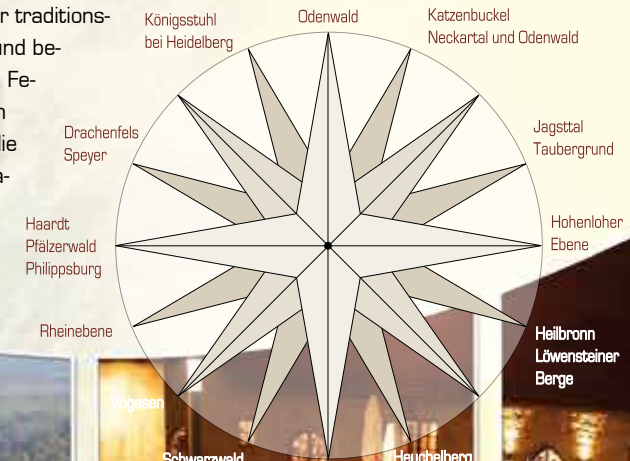 r traditions-
und be-
Fe-
n
lie
a-
Königsstuhl
bei Heidelberg
Odenwald
Katzenbuckel
Neckartal und Odenwald
Drachenfels
Speyer
Jagsttal
Taubergrund
Haardt
Pfälzerwald
Philippsburg
Hohenloher
Ebene
Rheinebene
Heilbronn
Löwensteiner
Berge
Vogesen
Schwarzwald
Heuchelberg